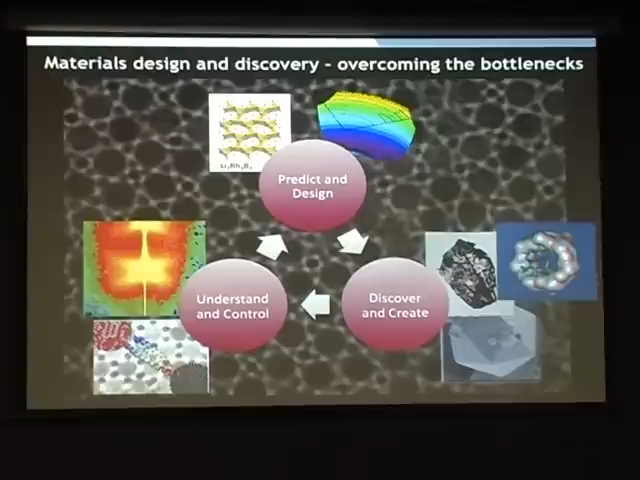 Materials design and discovery - overcoming the bottlenecks
Predict and
Design
Understand
and Control
Discover
and Create